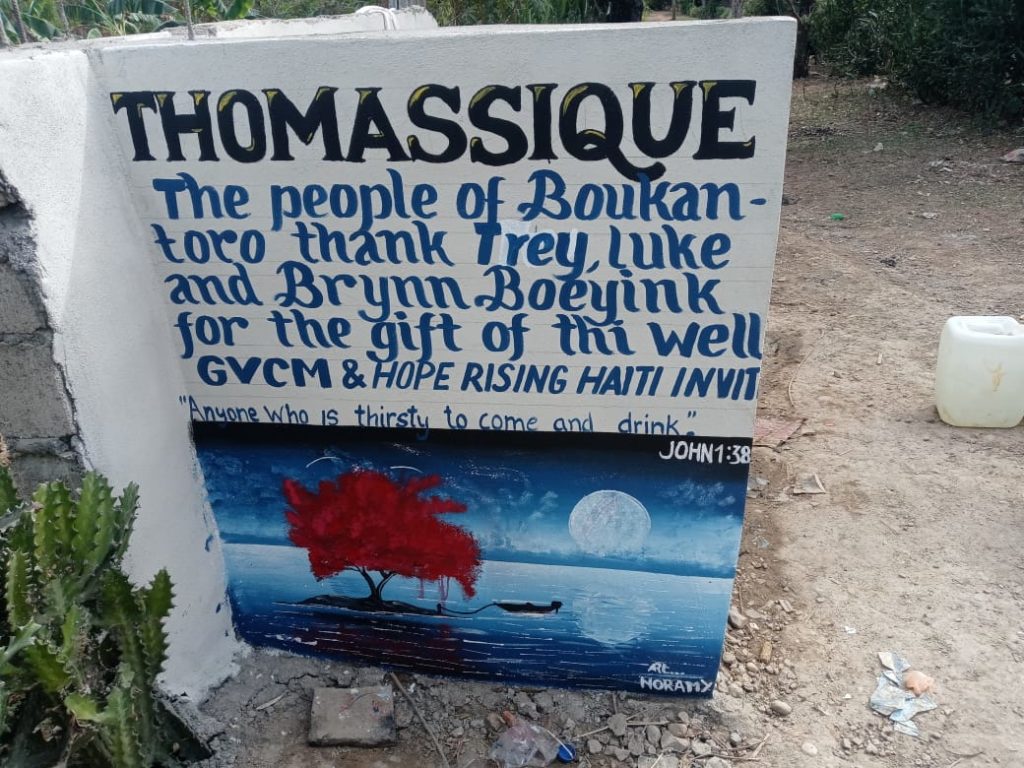 THOMASSIQUE
The people of Boukan-
toro thank Trey, luke
and Brynn Boeyink
for the gift of thi well
GVCM & HOPE RISING HAITI INVIT
"Anyone who is thirsty to come and drink."
JOHN 1:38
Art...
NORAMY